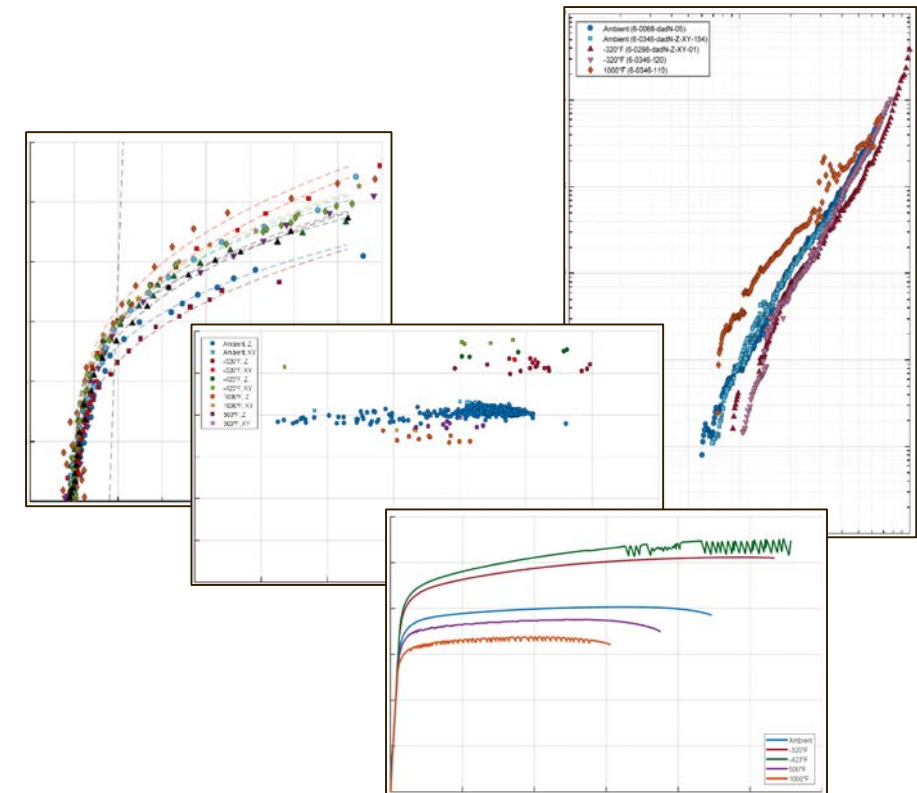 Ambient (6-0068-dadN-05)
Ambient (6-0346-dadN-Z-XY-154)
-320°F (6-0298-dadN-Z-XY-01)
-320°F (6-0346-120)
1000°F (6-0346-110)
Ambient, Z
Ambient, XY
-320°F, Z
-320°F, XY
-423°F, Z
-423°F, XY
1000°F, Z
1000°F, XY
500°F, Z
500°F, XY
Ambient
-320°F
-423°F
500°F
1000°F